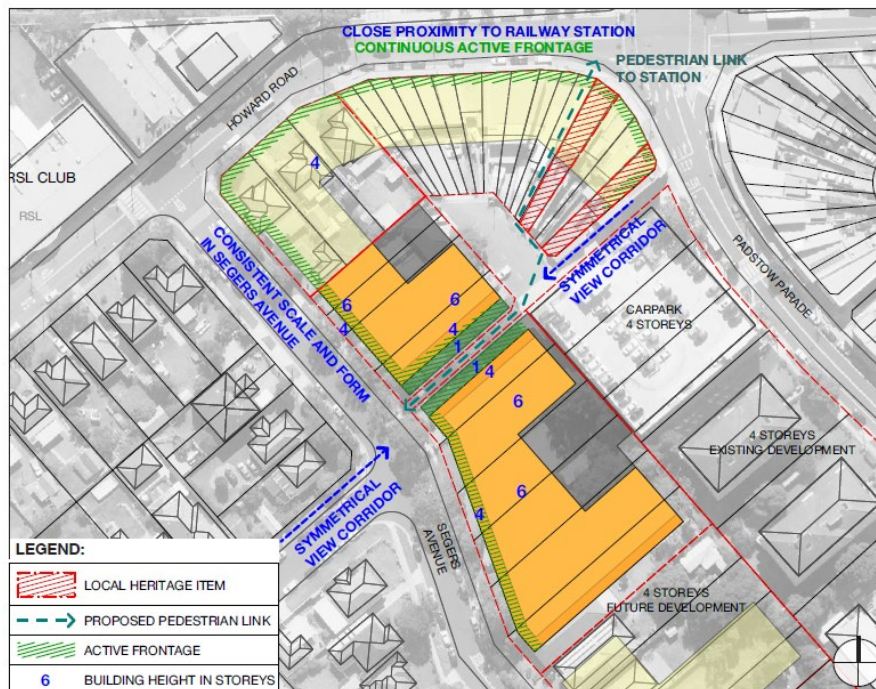 CLOSE PROXIMITY TO RAILWAY STATION
CONTINUOUS ACTIVE FRONTAGE
PEDESTRIAN LINK
TO STATION
HOWARD ROAD
RSL CLUB
RSL
4
CONSISTENT SCALE AND FORM
IN SEGERS AVENUE
SYMMETRICAL
VIEW CORRIDOR
PADSTOW PARADE
CARPARK
4 STOREYS
6
4
6
4
1
1
4
6
6
4
4 STOREYS
EXISTING DEVELOPMENT
SYMMETRICAL
VIEW CORRIDOR
SEGERS
AVENUE
4 STOREYS
FUTURE DEVELOPMENT
LEGEND:
LOCAL HERITAGE ITEM
PROPOSED PEDESTRIAN LINK
ACTIVE FRONTAGE
6 BUILDING HEIGHT IN STOREYS